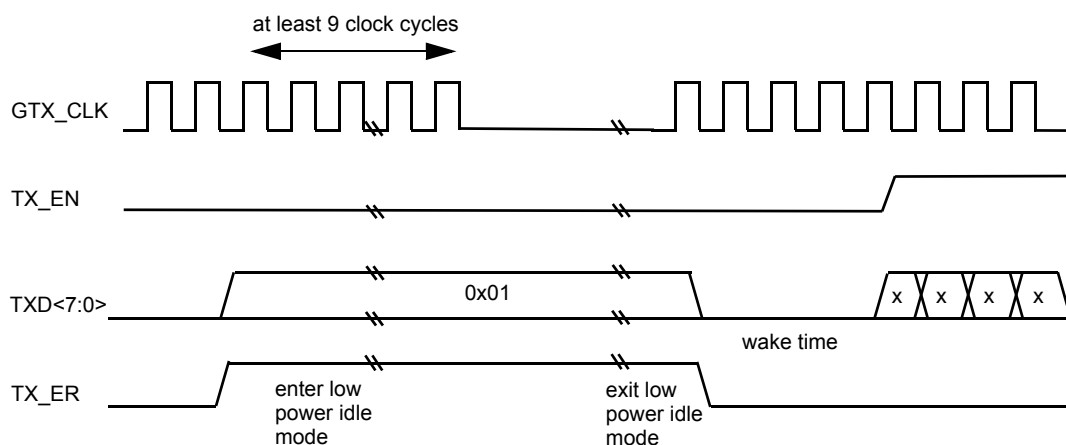 at least 9 clock cycles
GTX_CLK
TX_EN
TXD<7:0>
0x01
x x x x
wake time
TX_ER
enter low
power idle
mode
exit low
power idle
mode